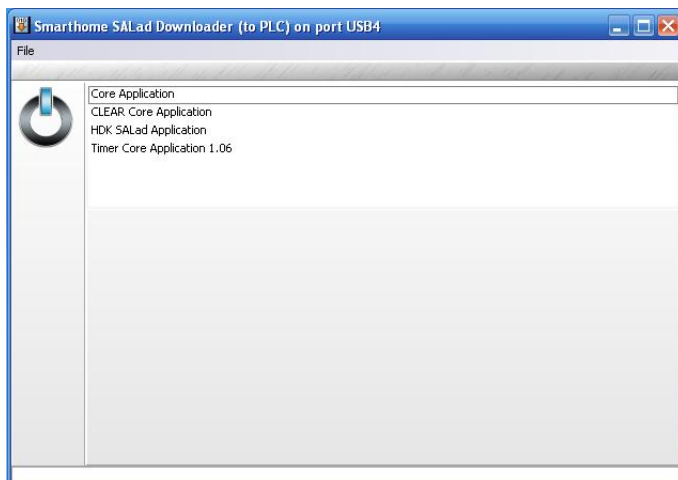 Smarthome SALad Downloader (to PLC) on port USB4
File
Core Application
CLEAR Core Application
HDK SALad Application
Timer Core Application 1.06